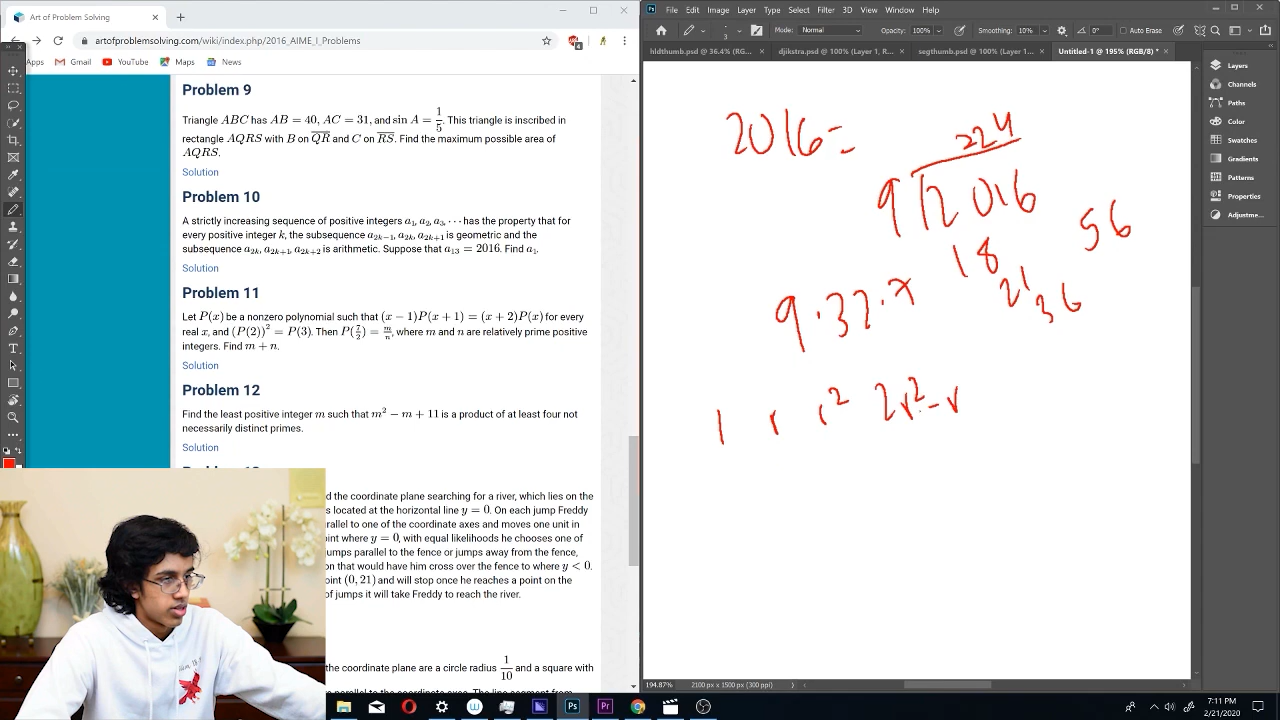 Art of Problem Solving
File Edit Image Layer Type Select Filter 3D View Window Help
artofproblemsolving.com/wiki/index.php/2016_AIME_I_Problems
Mode: Normal Opacity: 100% Smoothing: 10% 0° Auto Erase
hldthumb.psd @ 36.4% (RG... djikstra.psd @ 100% (Layer 1, R... segthumb.psd @ 100% (Layer 1... Untitled-1 @ 195% (RGB/8) *
Apps Gmail YouTube Maps News
Problem 9
Triangle ABC has AB = 40, AC = 31, and sin A = 1/5. This triangle is inscribed in
rectangle AQRS with B on QR and C on RS. Find the maximum possible area of
AQRS.
Solution
Problem 10
A strictly increasing sequence of positive integers a₁, a₂, a₃, ⋯ has the property that for
every positive integer k, the subsequence a₂ₖ₋₁, a₂ₖ, a₂ₖ₊₁ is geometric and the
subsequence a₂ₖ, a₂ₖ₊₁, a₂ₖ₊₂ is arithmetic. Suppose that a₁₃ = 2016. Find a₁.
Solution
Problem 11
Let P(x) be a nonzero polynomial such that (x − 1)P(x + 1) = (x + 2)P(x) for every
real x, and (P(2))² = P(3). Then P(7/2) = m/n, where m and n are relatively prime positive
integers. Find m + n.
Solution
Problem 12
Find the least positive integer m such that m² − m + 11 is a product of at least four not
necessarily distinct primes.
Solution
d the coordinate plane searching for a river, which lies on the
s located at the horizontal line y = 0. On each jump Freddy
rallel to one of the coordinate axes and moves one unit in
oint where y = 0, with equal likelihoods he chooses one of
umps parallel to the fence or jumps away from the fence,
on that would have him cross over the fence to where y < 0.
oint (0, 21) and will stop once he reaches a point on the
of jumps it will take Freddy to reach the river.
the coordinate plane are a circle radius 1/10 and a square with
2016=
224
9 2016
18
21
36
56
9·32·7
1 r r² 2r²-r
Layers
Channels
Paths
Color
Swatches
Gradients
Patterns
Properties
Adjustme...
194.87% 2100 px x 1500 px (300 ppi)
7:11 PM
2/21/2020